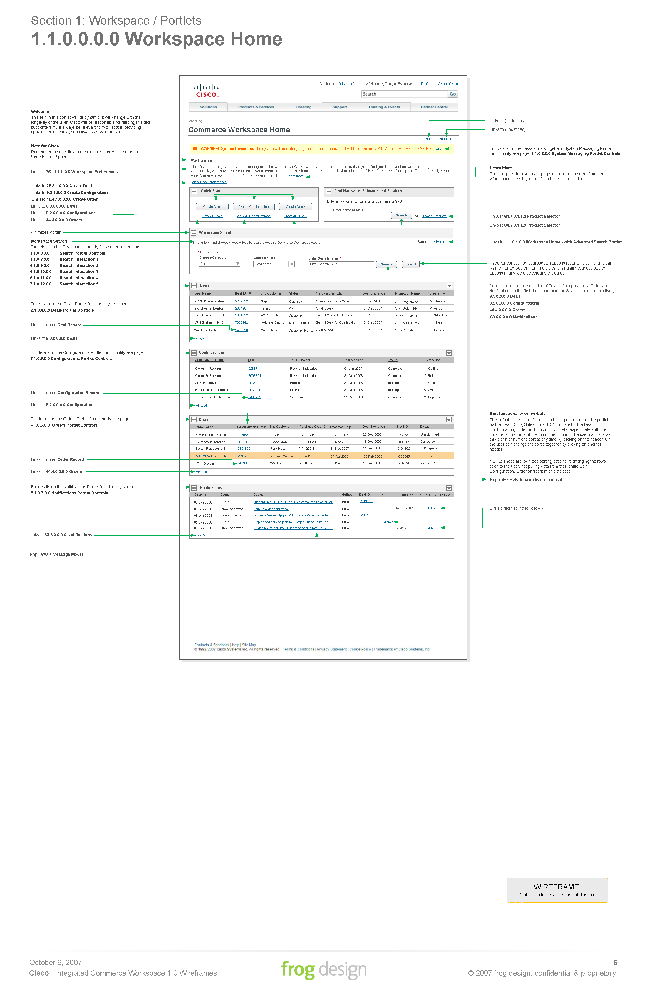 Section 1: Workspace / Portlets
1.1.0.0.0.0 Workspace Home
CISCO
Worldwide [change] Welcome, Taryn Esperas | Profile | About Cisco
Search Go
Solutions Products & Services Ordering Support Training & Events Partner Central
Ordering
Commerce Workspace Home
Help | Feedback
WARNING: System Downtime: The system will be undergoing routine maintenance and will be down on 1/1/2007 from 8AM PST to 9AM PST. Less
Welcome
The Cisco Ordering site has been redesigned. This Commerce Workspace has been created to facilitate your Configuration, Quoting, and Ordering tasks.
Additionally, you may create custom views to create a personalized information dashboard. More about the Cisco Commerce Workspace. To get started, create
your Commerce Workspace profile and preferences here. Learn more
Workspace Preferences
Quick Start
Create Deal Create Configuration Create Order
View All Deals View All Configurations View All Orders
Find Hardware, Software, and Services
Enter a hardware, software or service name or SKU
Enter name or SKU
Search or Browse Products
Workspace Search
Enter a term and choose a record type to locate a specific Commerce Workspace record.
Basic | Advanced
* Required Field
Choose Category: Choose Field: Enter Search Term: *
Deal Deal Name Enter Search Term Search Clear All
Deals
Deal Name Deal ID ▼ End Customer Status Next Partner Action Deal Expiration Promotion Name Created by
NYSE Phone system 9239832 Gap Inc. Qualified Convert Quote to Order 01 Jan 2008 OIP- Registered ... M. Murphy
Switches in Houston 2834981 Valero Ordered Qualify Deal 31 Dec 2007 OIP- Gold – PP ... K. Anjou
Switch Replacement 2894892 AMC Theaters Approved Submit Quote for Approval 31 Dec 2008 AT OIP – MOU ... S. Nithuthai
VPN System in NYC 7320942 Goldman Sachs More Informat... Submit Deal for Qualification 31 Dec 2007 OIP- SuccessBu... Y. Chen
Wireless Solution 3489320 Conde Nast Approved Not ... Qualify Deal 31 Dec 2007 OIP- Registered ... H. Bazzani
View All
Configurations
Configuration Name ID ▼ End Customer Last Modified Status Created by
Option A: Revman 9283741 Revman Industries 01 Jan 2007 Complete M. Collins
Option B: Revman 8998394 Revman Industries 31 Dec 2006 Complete K. Rojas
Server upgrade 2938401 Plaxco 31 Dec 2006 Incomplete M. Collins
Replacement for recall 2934029 FedEx 31 Dec 2006 Incomplete S. White
1st pass on SF Samsun 5489203 Samsung 31 Dec 2006 Complete M. Lapidas
View All
Orders
Order Name Sales Order ID # ▼ End Customer Purchase Order # Expected Ship Deal Expiration Deal ID Status
NYSE Phone system 9239832 NYSE PO-92398 01 Jan 2008 20 Dec 2007 9239832 Unsubmitted
Switches in Houston 2834981 Exxon Mobil XJ- 349-20 31 Dec 2007 16 Dec 2007 2834981 Cancelled
Switch Replacement 2894892 Ford Motor W-K200-1 31 Dec 2007 15 Dec 2007 2894892 In Progress
ON HOLD - Blade Solution 2938792 Verizon Commu... 231431 07 Apr 2008 20 Feb 2008 9866045 In Progress
VPN System in NYC 3489320 Wal-Mart 92384020 31 Dec 2007 12 Dec 2007 3489320 Pending App
View All
Notifications
Date ▼ Event Subject Method Deal ID ID Purchase Order # Sales Order ID #
06 Jan 2008 Share Diebold Deal ID # 22000593827 converted to an order Email 9239832
06 Jan 2008 Order approved Jetblue order confirmed Email PO-239182 2834981
05 Jan 2008 Deal Converted 'Phoenix Server Upgrade' for Exxon Mobil converted... Email 2894892
05 Jan 2008 Share Gap added service plan to 'Oregon Office Felix Serv... Email 7320942
04 Jan 2008 Order approved 'Order Approved' status upgrade on 'Goliath Server' ... Email X591-a 3489320
View All
Contacts & Feedback | Help | Site Map
© 1992-2007 Cisco Systems Inc. All rights reserved. Terms & Conditions | Privacy Statement | Cookie Policy | Trademarks of Cisco Systems, Inc.
Welcome
This text in this portlet will be dynamic. It will change with the
longevity of the user. Cisco will be responsible for feeding this text,
but content must always be relevant to Workspace, providing
updates, guiding text, and did-you-know information.
Note for Cisco
Remember to add a link to our old tools current found on the
"ordering root" page.
Links to 76.11.1.b.0.0 Workspace Preferences
Links to 25.3.1.0.0.0 Create Deal
Links to 9.2.1.0.0.0 Create Configuration
Links to 45.4.1.0.0.0.0 Create Order
Links to 6.3.0.0.0.0 Deals
Links to 8.2.0.0.0.0 Configurations
Links to 44.4.0.0.0.0 Orders
Minimizes Portlet
Workspace Search
For details on the Search functionality & experience see pages:
1.1.0.3.0.0 Search Portlet Controls
1.1.0.8.0.0 Search Interaction 1
6.1.0.9.0.0 Search Interaction 2
6.1.0.10.0.0 Search Interaction 3
6.1.0.11.0.0 Search Interaction 4
7.1.0.12.0.0 Search Interaction 5
For details on the Deals Portlet functionality see page
2.1.0.4.0.0 Deals Portlet Controls
Links to noted Deal Record
Links to 6.3.0.0.0.0 Deals
For details on the Configurations Portlet functionality see page
3.1.0.5.0.0 Configurations Portlet Controls
Links to noted Configuration Record
Links to 8.2.0.0.0.0 Configurations
For details on the Orders Portlet functionality see page
4.1.0.6.0.0 Orders Portlet Controls
Links to noted Order Record
Links to 44.4.0.0.0.0 Orders
For details on the Notifications Portlet functionality see page
5.1.0.7.0.0 Notifications Portlet Controls
Links to 63.6.0.0.0.0 Notifications
Populates a Message Modal
Links to (undefined)
Links to (undefined)
For details on the Less/ More widget and System Messaging Portlet
functionality see page 1.1.0.2.0.0 System Messaging Portlet Controls
Learn More
This link goes to a separate page introducing the new Commerce
Workspace, possibly with a flash based introduction.
Links to 64.7.0.1.a.0 Product Selector
Links to 64.7.0.1.a.0 Product Selector
Links to 1.1.0.1.0.0 Workspace Home - with Advanced Search Portlet
Page refreshes. Portlet dropdown options reset to "Deal" and "Deal
Name", Enter Search Term field clears, and all advanced search
options (if any were selected) are cleared.
Depending upon the selection of Deals, Configurations, Orders or
Notifications in the first dropdown box, the Search button respectively links to:
6.3.0.0.0.0 Deals
8.2.0.0.0.0 Configurations
44.4.0.0.0.0 Orders
63.6.0.0.0.0 Notifications
Sort functionality on portlets
The default sort setting for information populated within the portlet is
by the Deal ID, ID, Sales Order ID #, or Date for the Deal,
Configuration, Order or Notification portlets respectively, with the
most recent records at the top of the column. The user can reverse
this alpha or numeric sort at any time by clicking on the header. Or
the user can change the sort altogether by clicking on another
header.
NOTE: These are localized sorting actions, rearranging the rows
seen to the user, not pulling data from their entire Deal,
Configuration, Order or Notification database.
Populates Hold Information in a modal
Links directly to noted Record
WIREFRAME!
Not intended as final visual design.
October 9, 2007
Cisco Integrated Commerce Workspace 1.0 Wireframes
frog design
6
© 2007 frog design. confidential & proprietary